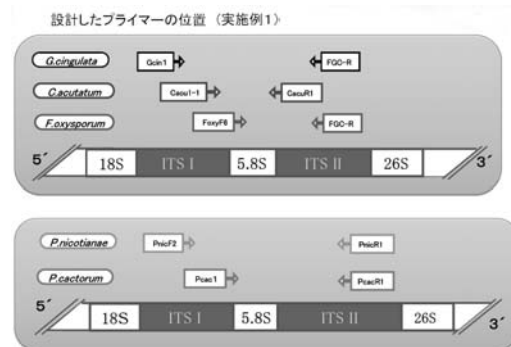 設計したプライマーの位置 (実施例1)
G.cingulata Gcin1 FGC-R
C.acutatum Cacu1-1 CacuR1
F.oxysporum FoxyF6 FGC-R
5´ 18S ITS I 5.8S ITS II 26S 3´
P.nicotianae PnicF2 PnicR1
P.cactorum Pcac1 PcacR1
5´ 18S ITS I 5.8S ITS II 26S 3´